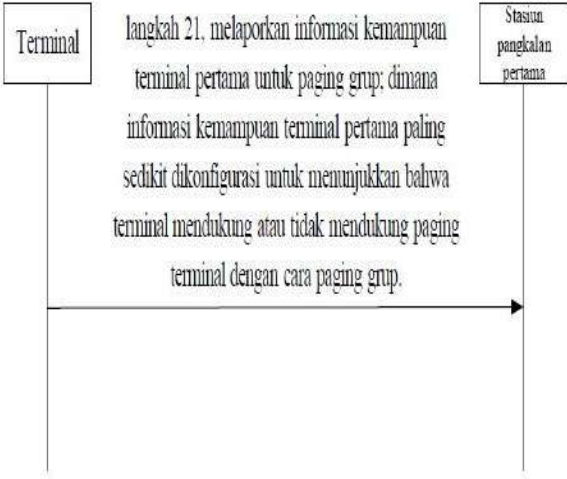 Terminal
langkah 21, melaporkan informasi kemampuan
terminal pertama untuk paging grup; dimana
informasi kemampuan terminal pertama paling
sedikit dikonfigurasi untuk menunjukkan bahwa
terminal mendukung atau tidak mendukung paging
terminal dengan cara paging grup.
Stasiun
pangkalan
pertama